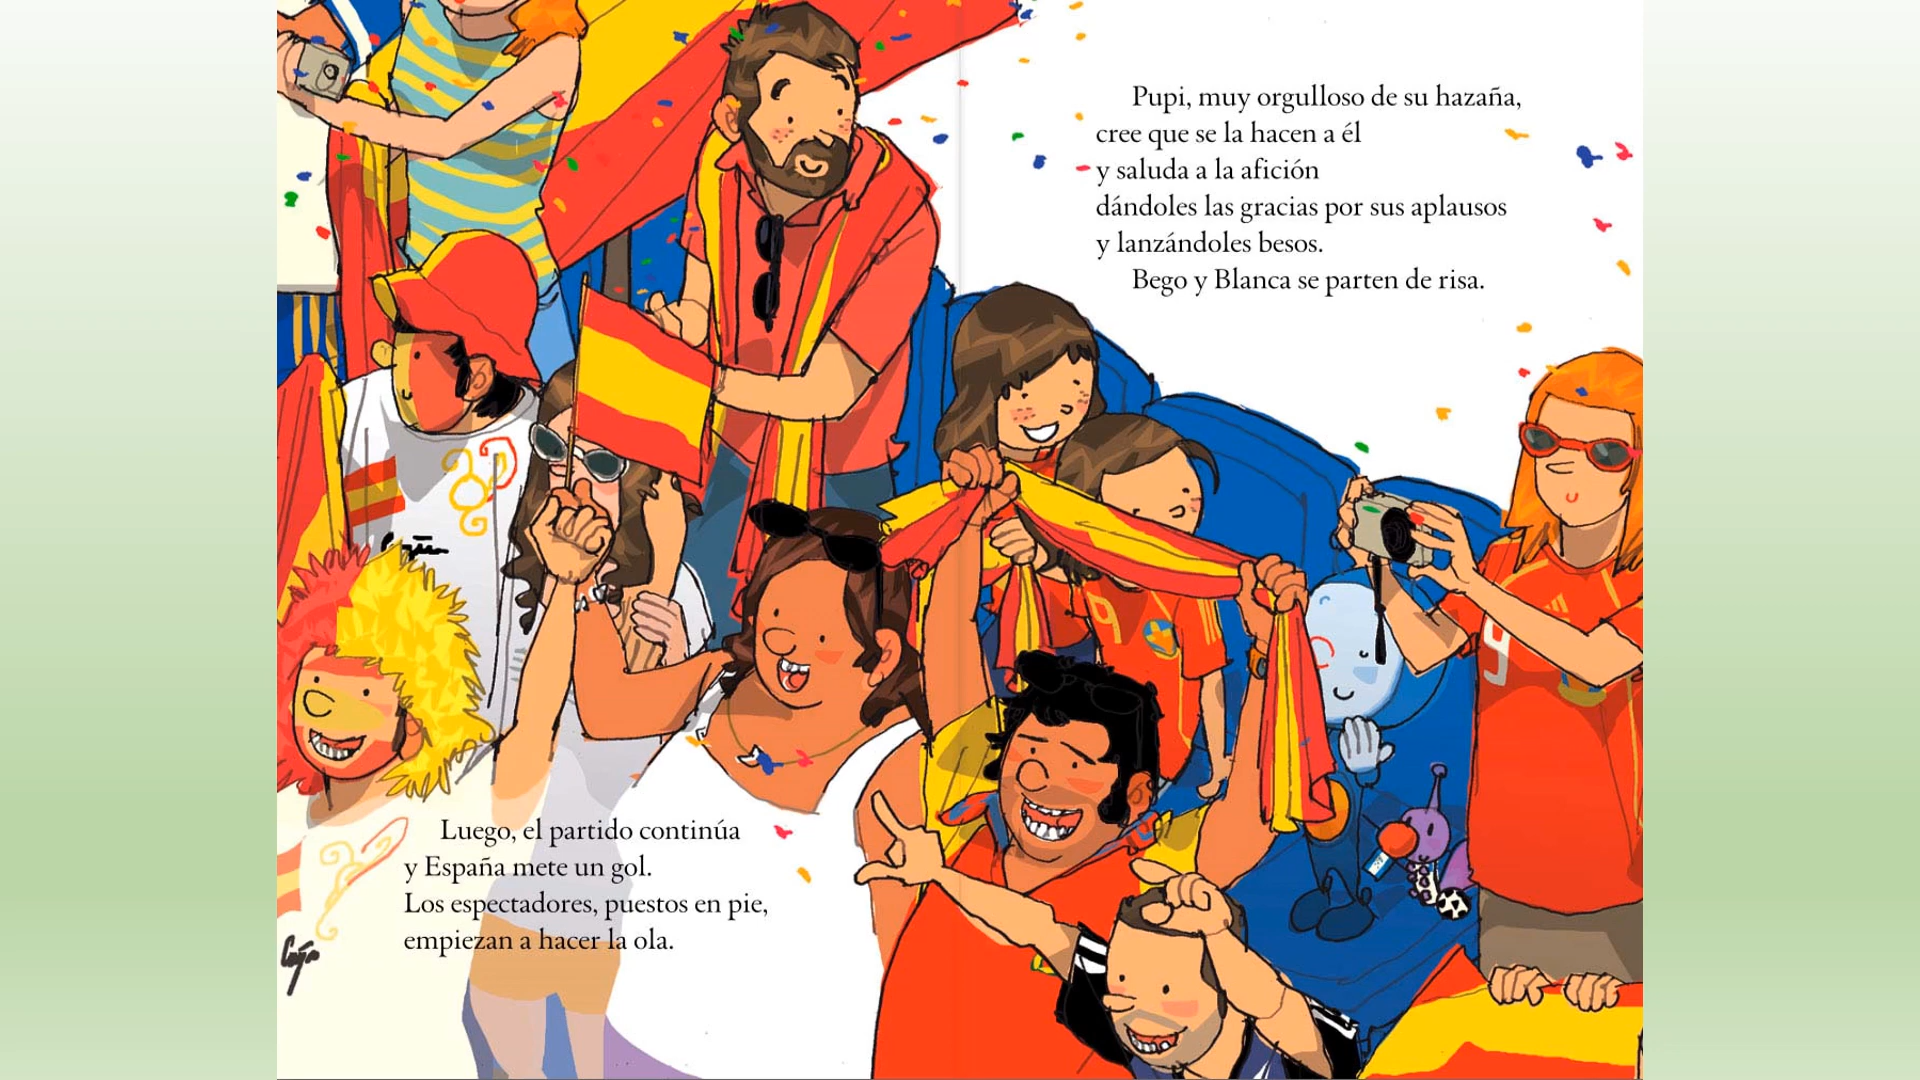 Luego, el partido continúa
y España mete un gol.
Los espectadores, puestos en pie,
empiezan a hacer la ola.
Pupi, muy orgulloso de su hazaña,
cree que se la hacen a él
y saluda a la afición
dándoles las gracias por sus aplausos
y lanzándoles besos.
Bego y Blanca se parten de risa.
9
9